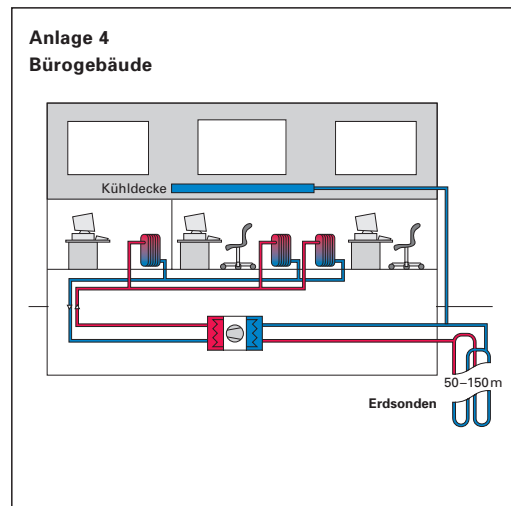 Anlage 4
Bürogebäude
Kühldecke
50–150 m
Erdsonden